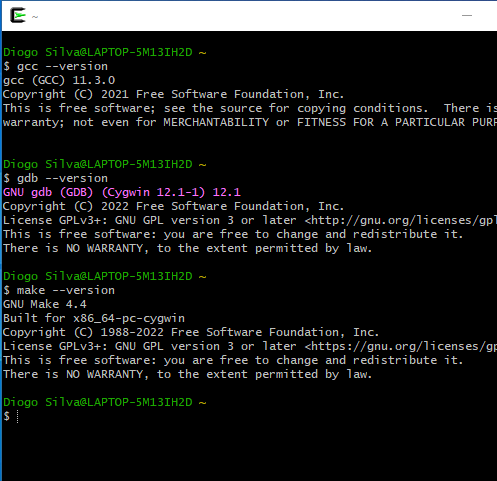 ~
Diogo Silva@LAPTOP-5M13IH2D ~
$ gcc --version
gcc (GCC) 11.3.0
Copyright (C) 2021 Free Software Foundation, Inc.
This is free software; see the source for copying conditions.  There is
warranty; not even for MERCHANTABILITY or FITNESS FOR A PARTICULAR PURP
Diogo Silva@LAPTOP-5M13IH2D ~
$ gdb --version
GNU gdb (GDB) (Cygwin 12.1-1) 12.1
Copyright (C) 2022 Free Software Foundation, Inc.
License GPLv3+: GNU GPL version 3 or later <http://gnu.org/licenses/gpl
This is free software: you are free to change and redistribute it.
There is NO WARRANTY, to the extent permitted by law.
Diogo Silva@LAPTOP-5M13IH2D ~
$ make --version
GNU Make 4.4
Built for x86_64-pc-cygwin
Copyright (C) 1988-2022 Free Software Foundation, Inc.
License GPLv3+: GNU GPL version 3 or later <https://gnu.org/licenses/gp
This is free software: you are free to change and redistribute it.
There is NO WARRANTY, to the extent permitted by law.
Diogo Silva@LAPTOP-5M13IH2D ~
$